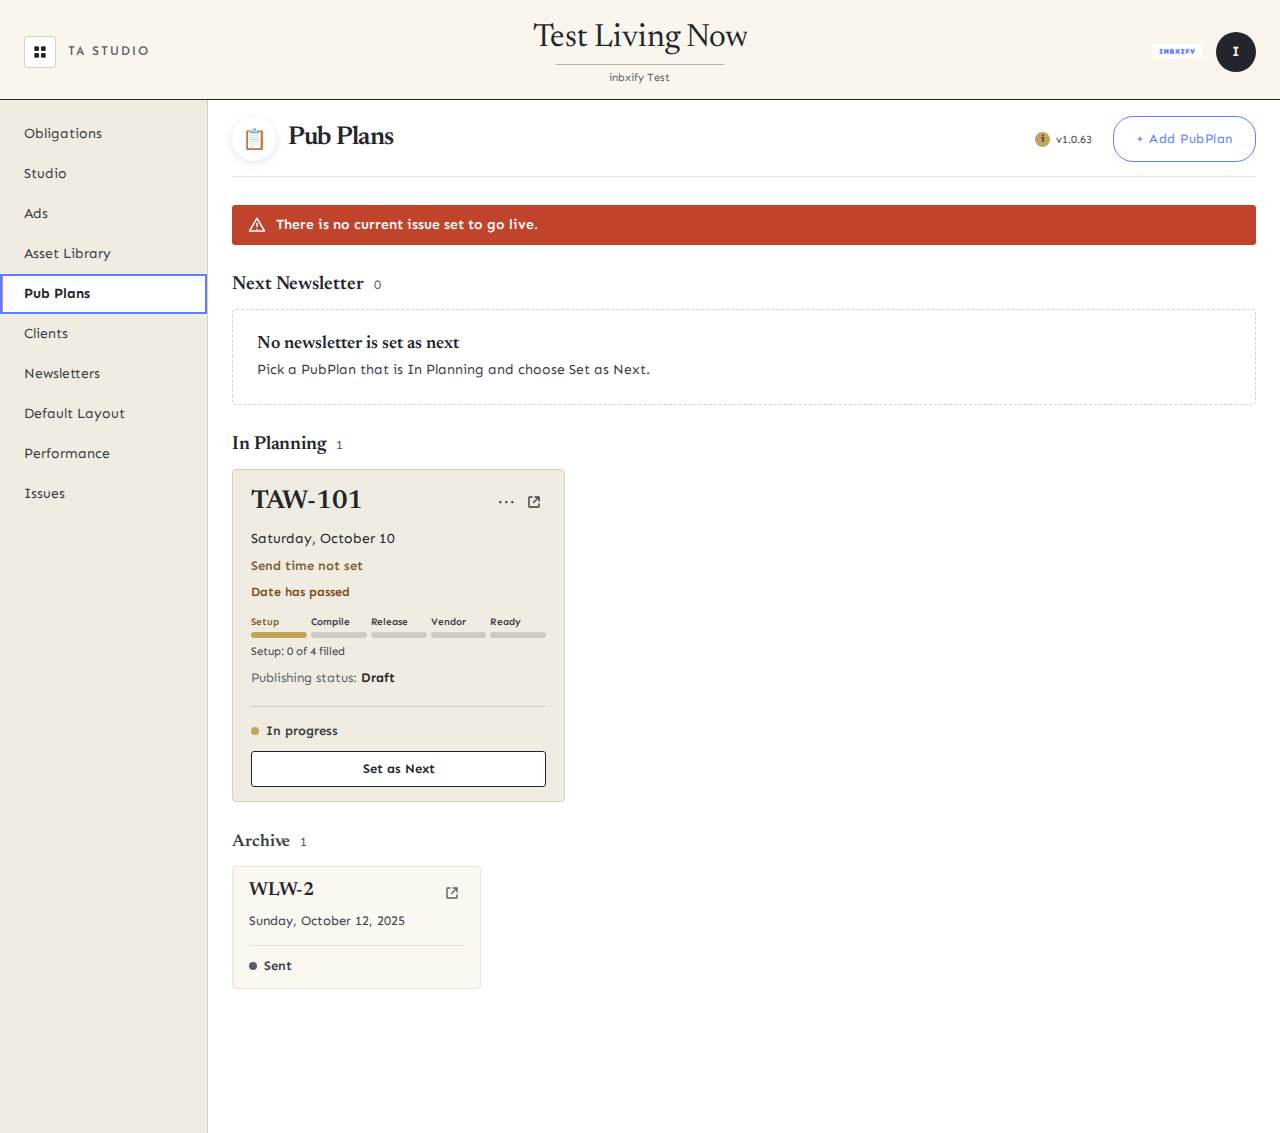 TA STUDIO
Test Living Now
inbxify Test
INBXIFY
I
Obligations
Studio
Ads
Asset Library
Pub Plans
Clients
Newsletters
Default Layout
Performance
Issues
Pub Plans
v1.0.63
+ Add PubPlan
There is no current issue set to go live.
Next Newsletter 0
No newsletter is set as next
Pick a PubPlan that is In Planning and choose Set as Next.
In Planning 1
TAW-101
Saturday, October 10
Send time not set
Date has passed
Setup Compile Release Vendor Ready
Setup: 0 of 4 filled
Publishing status: Draft
In progress
Set as Next
Archive 1
WLW-2
Sunday, October 12, 2025
Sent